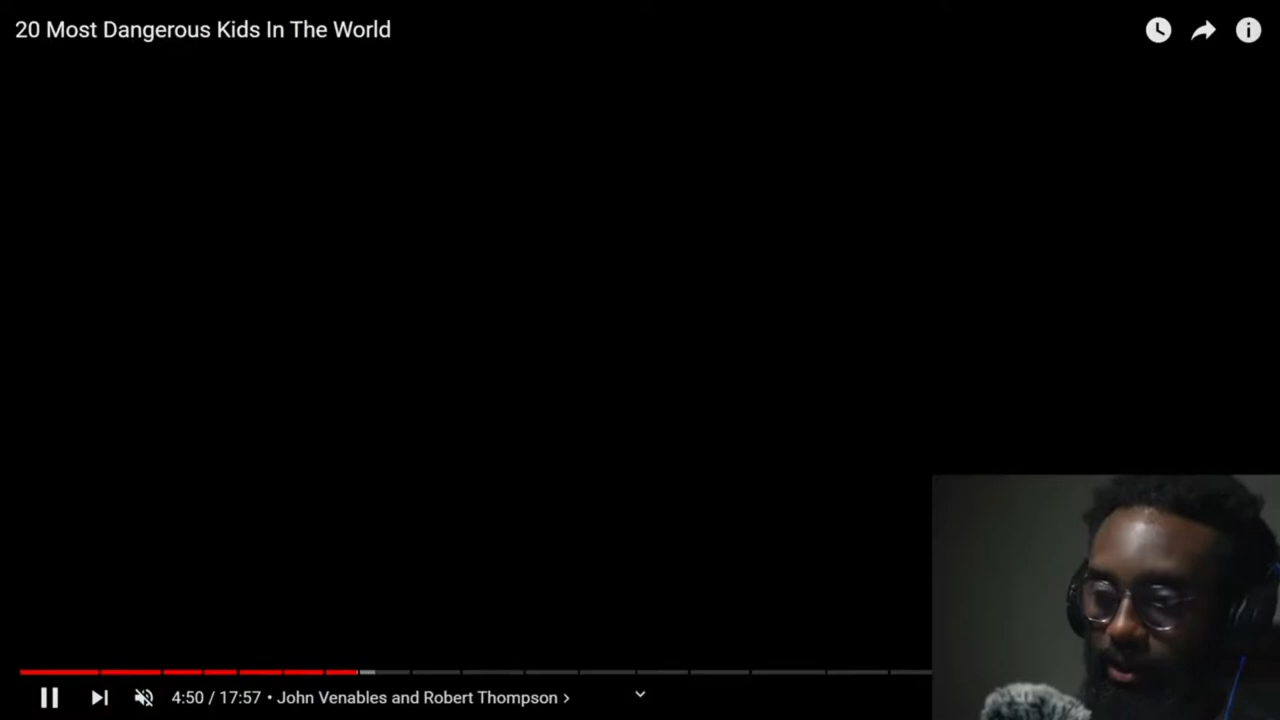 20 Most Dangerous Kids In The World
4:50 / 17:57 • John Venables and Robert Thompson ›